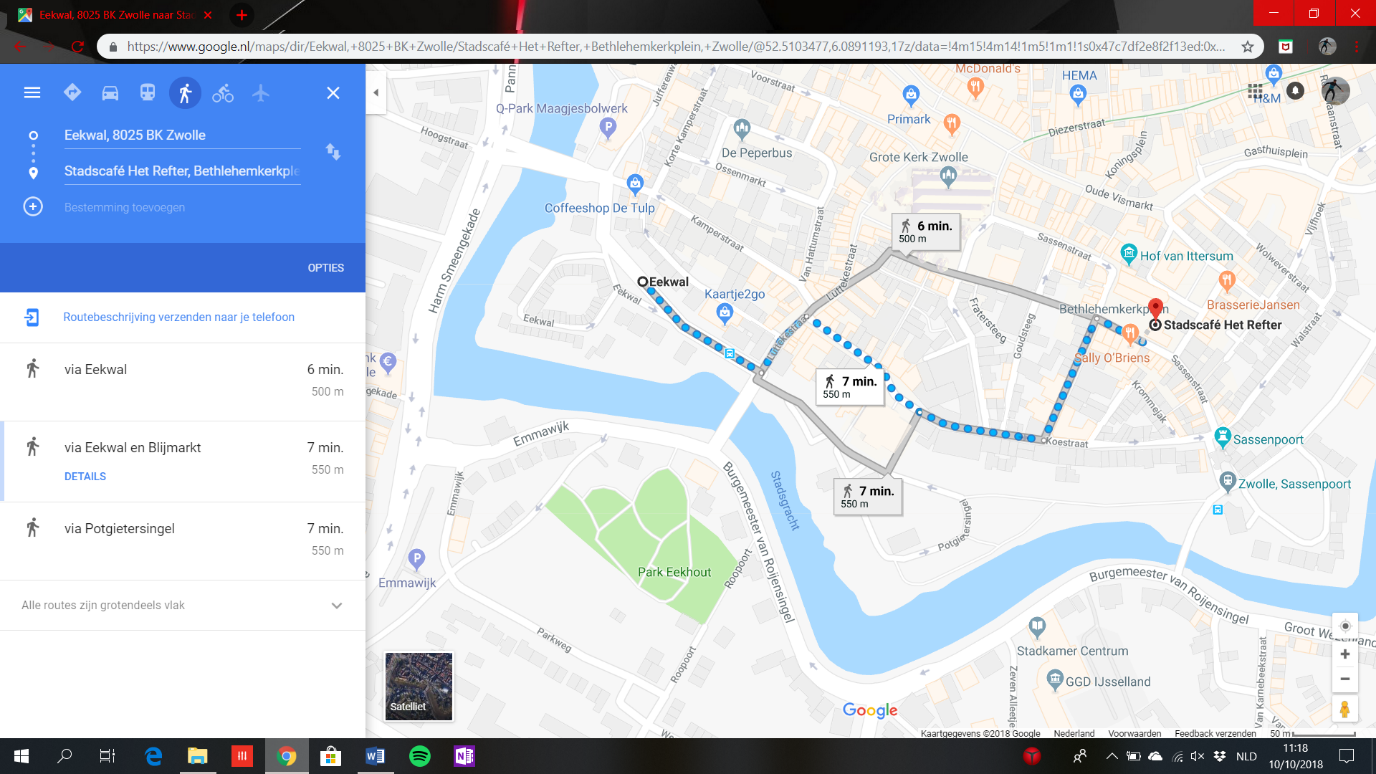 Eekwal, 8025 BK Zwolle naar Stad
https://www.google.nl/maps/dir/Eekwal,+8025+BK+Zwolle/Stadscafé+Het+Refter,+Bethlehemkerkplein,+Zwolle/@52.5103477,6.0891193,17z/data=!4m15!4m14!1m5!1m1!1s0x47c7df2e8f2f13ed:0x...
Eekwal, 8025 BK Zwolle
Stadscafé Het Refter, Bethlehemkerkple
Bestemming toevoegen
OPTIES
Routebeschrijving verzenden naar je telefoon
via Eekwal
6 min.
500 m
via Eekwal en Blijmarkt
7 min.
550 m
DETAILS
via Potgietersingel
7 min.
550 m
Alle routes zijn grotendeels vlak
Satelliet
Pann
Voorstraat
McDonald's
HEMA
H&M
Q-Park Maagjesbolwerk
Hoogstraat
Korte Kamperstraat
Primark
Diezerstraat
De Peperbus
Grote Kerk Zwolle
Koningsplein
Gasthuisplein
Oude Vismarkt
Coffeeshop De Tulp
Kamperstraat
Van Hattumstraat
6 min.
500 m
Sassenstraat
Vijfhoek
Harm Smeengekade
Hof van Ittersum
Wolweverstraat
Eekwal
Kaartje2go
Luttekestraat
Bethlehemkerkplein
BrasserieJansen
Eekwal
Fratersteeg
Goudsteeg
Stadscafé Het Refter
Walstraat
Sally O'Briens
Sassenstraat
7 min.
550 m
Krommejak
Emmawijk
Koestraat
Sassenpoort
Stadsgracht
7 min.
550 m
Zwolle, Sassenpoort
Potgietersingel
Emmawijk
Burgemeester van Roijensingel
Park Eekhout
Roopoort
Emmawijk
Burgemeester van Roijensingel
Parkweg
Roopoort
Stadkamer Centrum
GGD IJsselland
Zeven Alleetjes
Van Karnebeekstraat
Google
Kaartgegevens ©2018 Google
Nederland
Voorwaarden
Feedback verzenden
50 m
NLD
11:18
10/10/2018